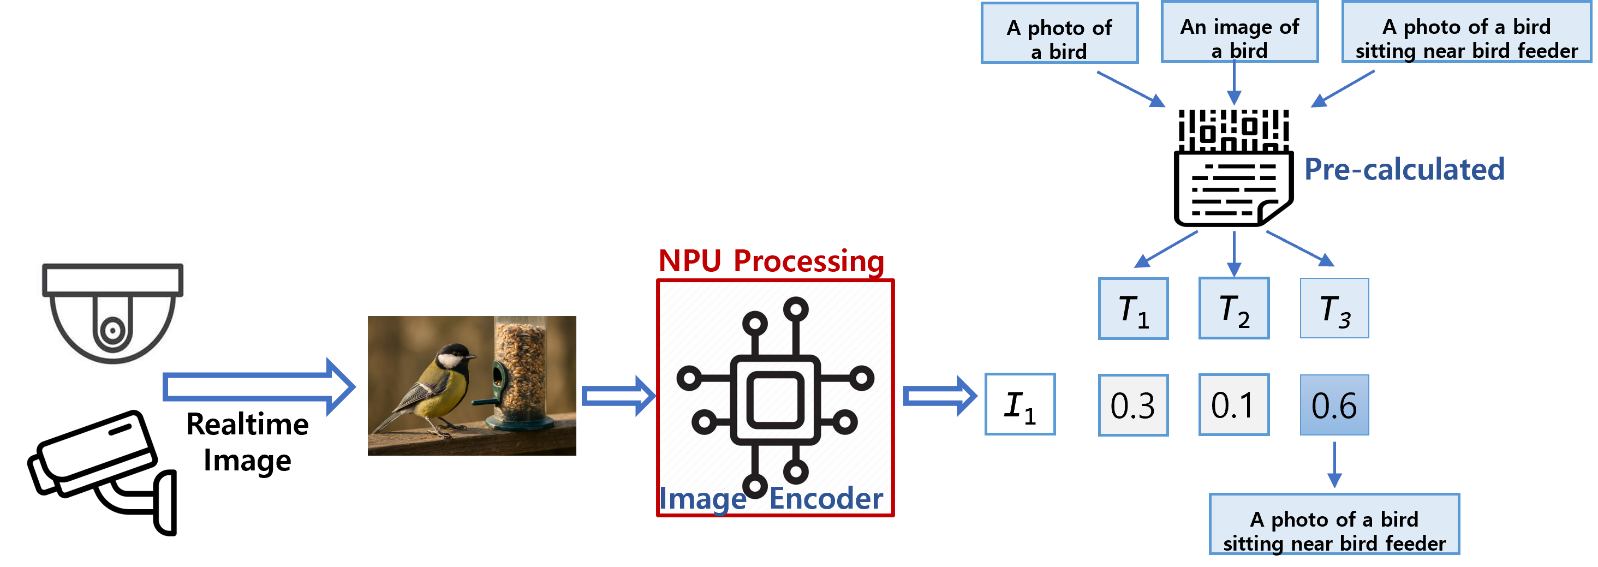 A photo of
a bird
An image of
a bird
A photo of a bird
sitting near bird feeder
Pre-calculated
NPU Processing
T1
T2
T3
Realtime
Image
Image Encoder
I1
0.3
0.1
0.6
A photo of a bird
sitting near bird feeder